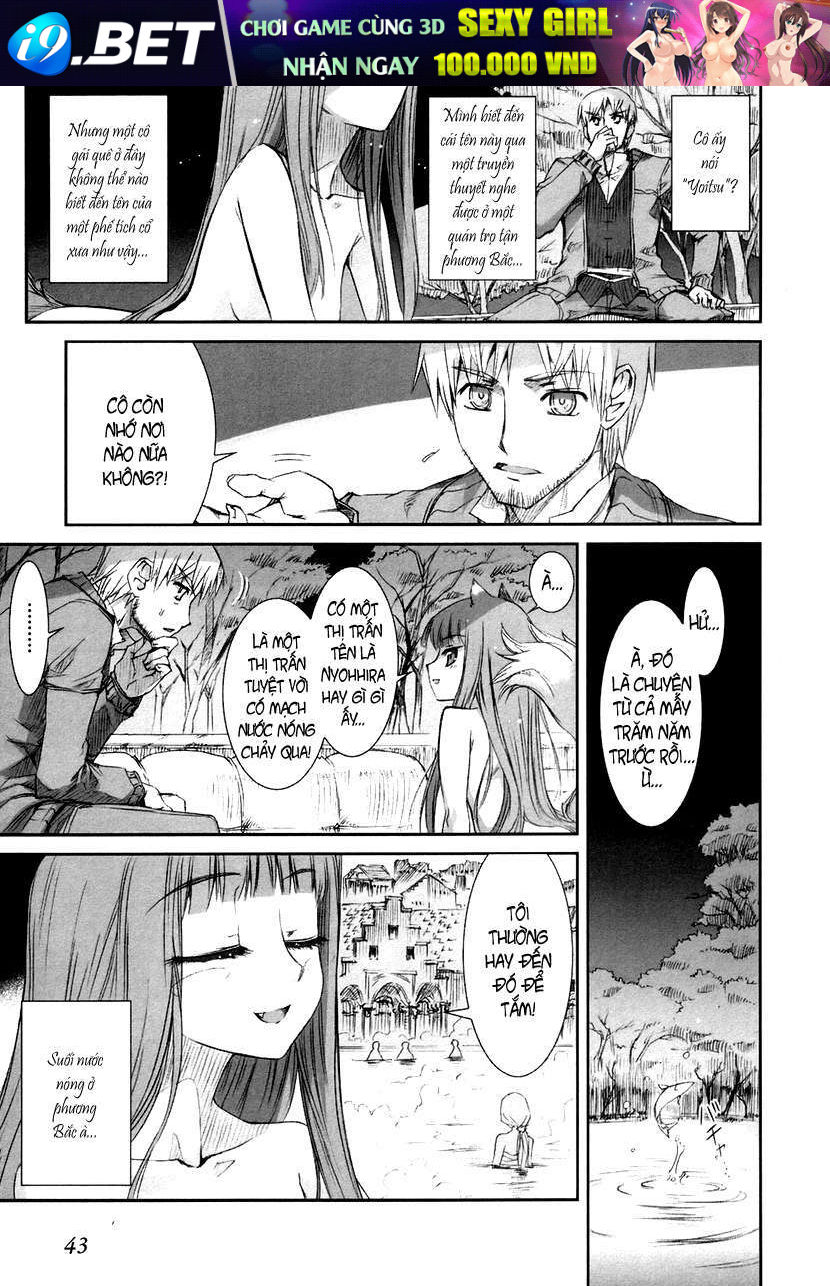 i9.BET
CHƠI GAME CÙNG 3D SEXY GIRL
NHẬN NGAY 100.000 VND
Cô ấy
nói
"Yoitsu"?
Mình biết đến
cái tên này qua
một truyền
thuyết nghe
được ở một
quán trọ tận
phương Bắc...
Nhưng một cô
gái quê ở đây
không thể nào
biết đến tên của
một phế tích cổ
xưa như vậy...
CÔ CÒN
NHỚ NƠI
NÀO NỮA
KHÔNG?!
HỬ...
À, ĐÓ
LÀ CHUYỆN
TỪ CẢ MẤY
TRĂM NĂM
TRƯỚC RỒI...
Ừ...
À...
CÓ MỘT
THỊ TRẤN
TÊN LÀ
NYOHHIRA
HAY GÌ GÌ
ẤY...
LÀ MỘT
THỊ TRẤN
TUYỆT VỜI
CÓ MẠCH
NƯỚC NÓNG
CHẢY QUA!
.........
TÔI
THƯỜNG
HAY ĐẾN
ĐÓ ĐỂ
TẮM!
Suối nước
nóng ở
phương
Bắc à...
43